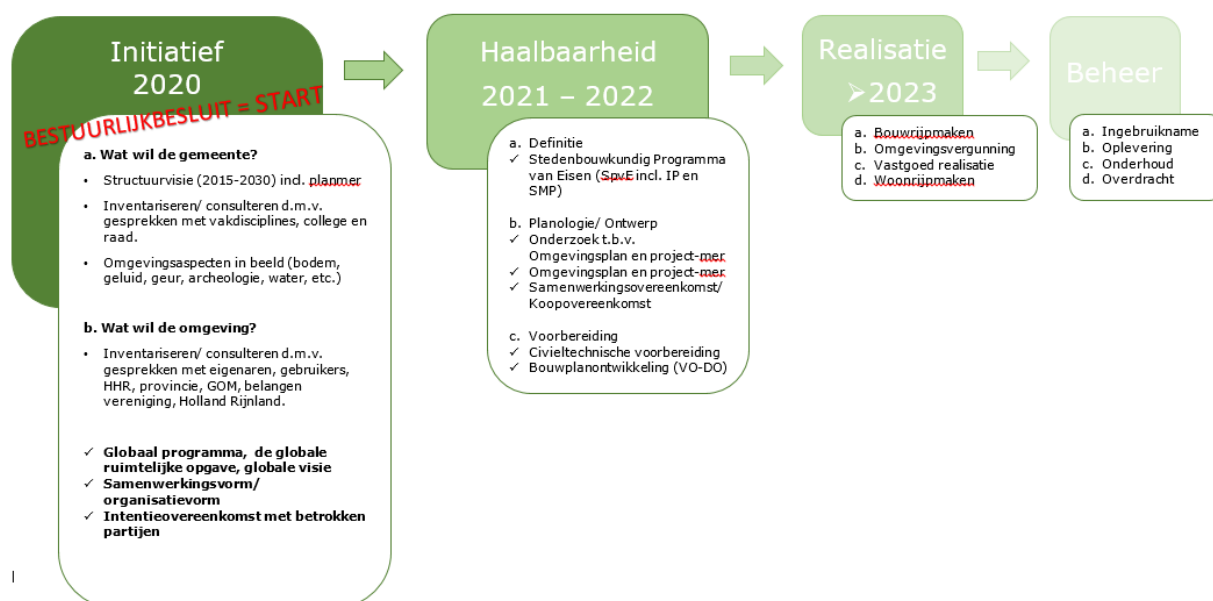 Initiatief
2020
BESTUURLIJKBESLUIT = START
a. Wat wil de gemeente?
• Structuurvisie (2015-2030) incl. planmer
• Inventariseren/ consulteren d.m.v.
gesprekken met vakdisciplines, college en
raad.
• Omgevingsaspecten in beeld (bodem,
geluid, geur, archeologie, water, etc.)
b. Wat wil de omgeving?
• Inventariseren/ consulteren d.m.v.
gesprekken met eigenaren, gebruikers,
HHR, provincie, GOM, belangen
vereniging, Holland Rijnland.
✓ Globaal programma, de globale
ruimtelijke opgave, globale visie
✓ Samenwerkingsvorm/
organisatievorm
✓ Intentieovereenkomst met betrokken
partijen
Haalbaarheid
2021 – 2022
a. Definitie
✓ Stedenbouwkundig Programma
van Eisen (SpvE incl. IP en
SMP)
b. Planologie/ Ontwerp
✓ Onderzoek t.b.v.
Omgevingsplan en project-mer
✓ Omgevingsplan en project-mer
✓ Samenwerkingsovereenkomst/
Koopovereenkomst
c. Voorbereiding
✓ Civieltechnische voorbereiding
✓ Bouwplanontwikkeling (VO-DO)
Realisatie
➢2023
a. Bouwrijpmaken
b. Omgevingsvergunning
c. Vastgoed realisatie
d. Woonrijpmaken
Beheer
a. Ingebruikname
b. Oplevering
c. Onderhoud
d. Overdracht